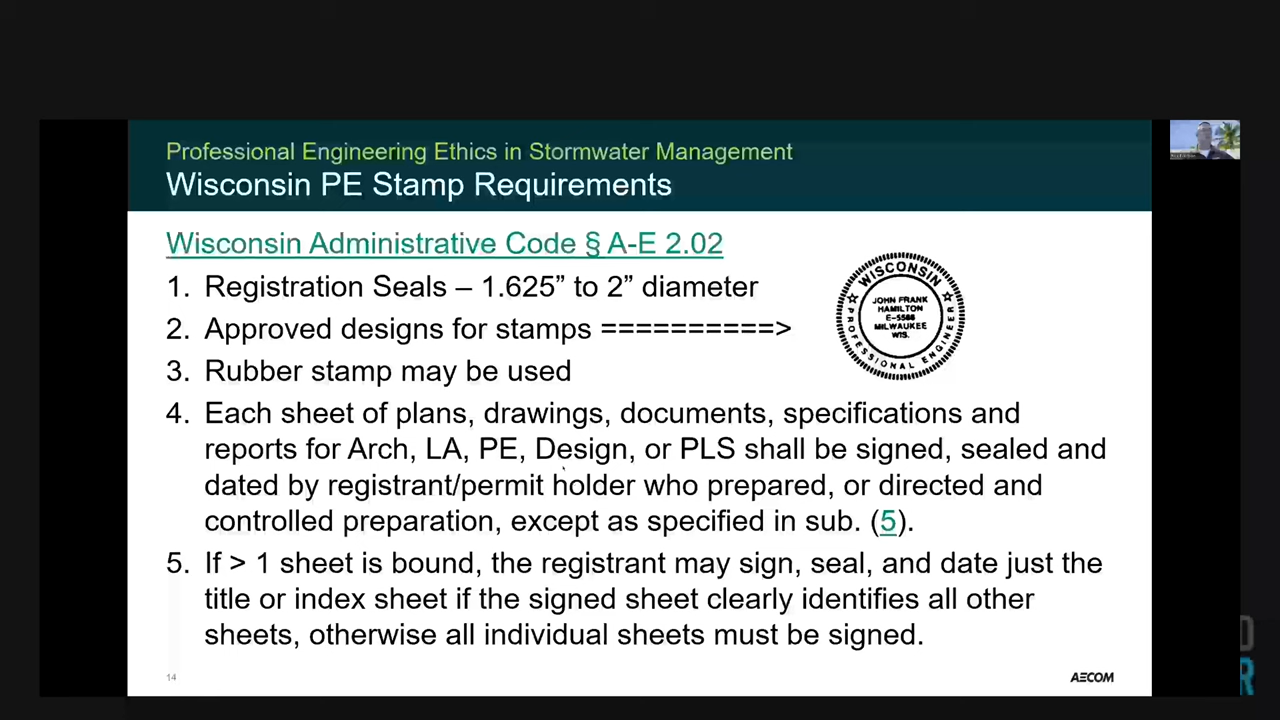 Professional Engineering Ethics in Stormwater Management
Wisconsin PE Stamp Requirements
Wisconsin Administrative Code § A-E 2.02
1. Registration Seals – 1.625” to 2” diameter
2. Approved designs for stamps ==========>
3. Rubber stamp may be used
4. Each sheet of plans, drawings, documents, specifications and
reports for Arch, LA, PE, Design, or PLS shall be signed, sealed and
dated by registrant/permit holder who prepared, or directed and
controlled preparation, except as specified in sub. (5).
5. If > 1 sheet is bound, the registrant may sign, seal, and date just the
title or index sheet if the signed sheet clearly identifies all other
sheets, otherwise all individual sheets must be signed.
WISCONSIN
JOHN FRANK
HAMILTON
E-5586
MILWAUKEE
WIS.
PROFESSIONAL ENGINEER
14
AECOM